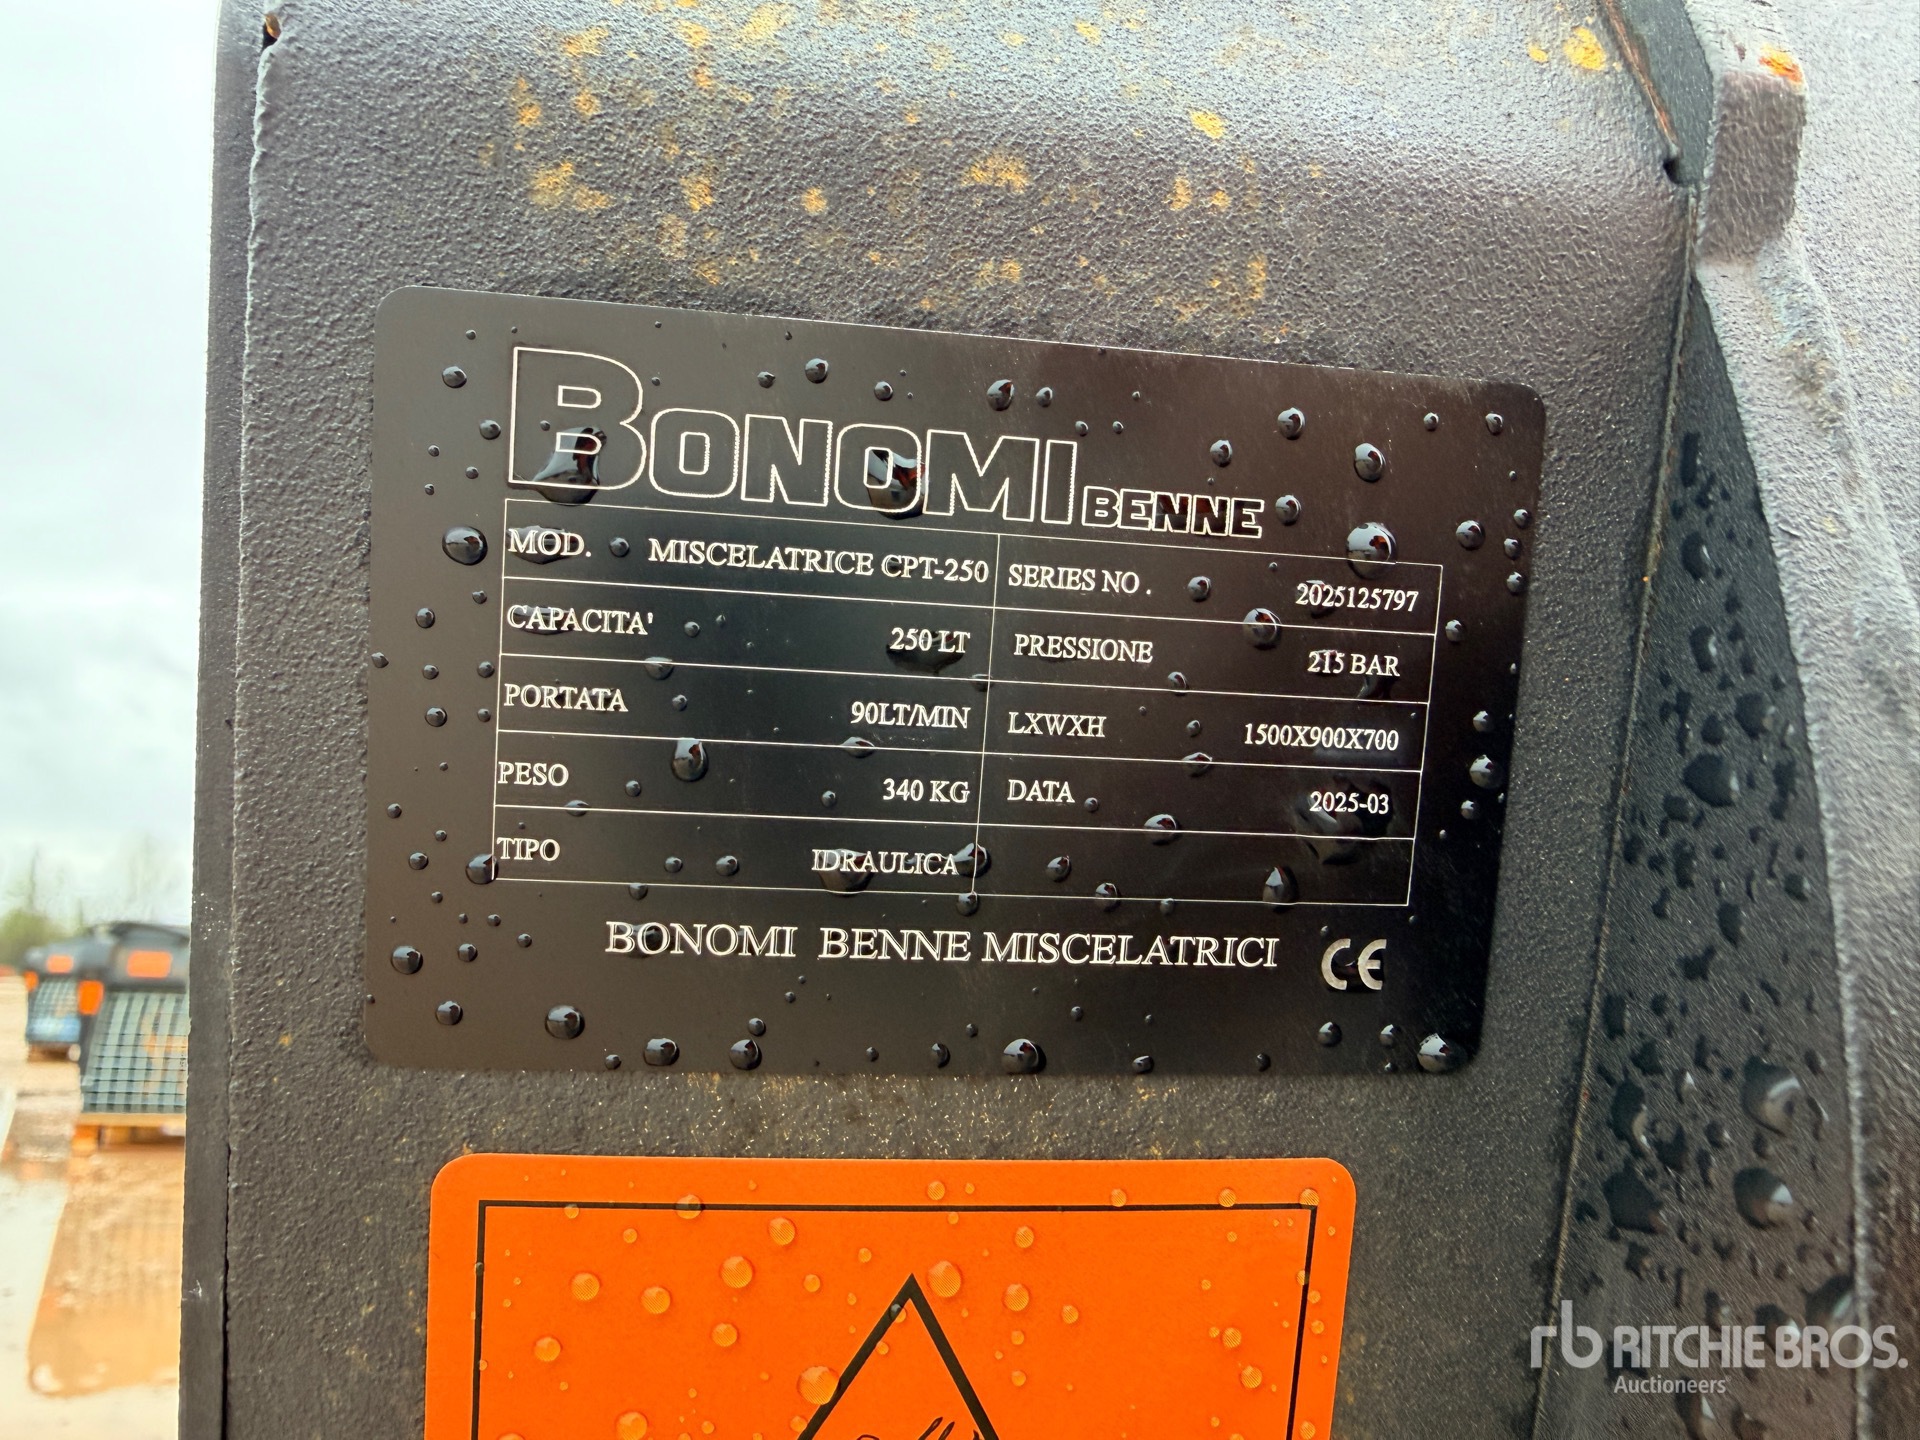 BONOMI BENNE
MOD. MISCELATRICE CPT-250 SERIES NO . 2025125797
CAPACITA' 250 LT PRESSIONE 215 BAR
PORTATA 90LT/MIN LXWXH 1500X900X700
PESO 340 KG DATA 2025-03
TIPO IDRAULICA
BONOMI BENNE MISCELATRICI CE
rb RITCHIE BROS.
Auctioneers